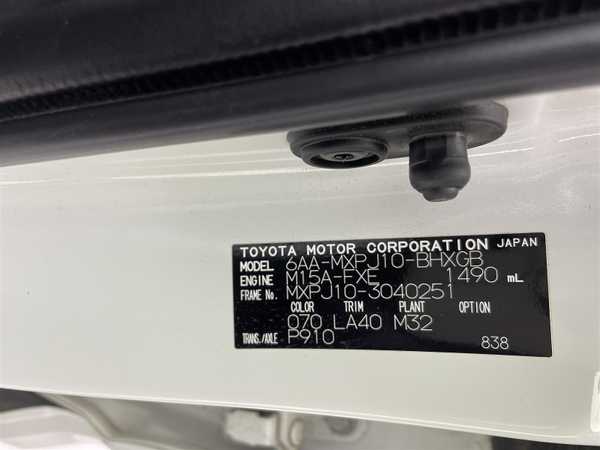 TOYOTA MOTOR CORPORATION JAPAN
MODEL 6AA-MXPJ10-BHXGB
ENGINE M15A-FXE 1490 mL
FRAME No. MXPJ10-3040251
COLOR TRIM PLANT OPTION
070 LA40 M32
TRANS./AXLE P910 838